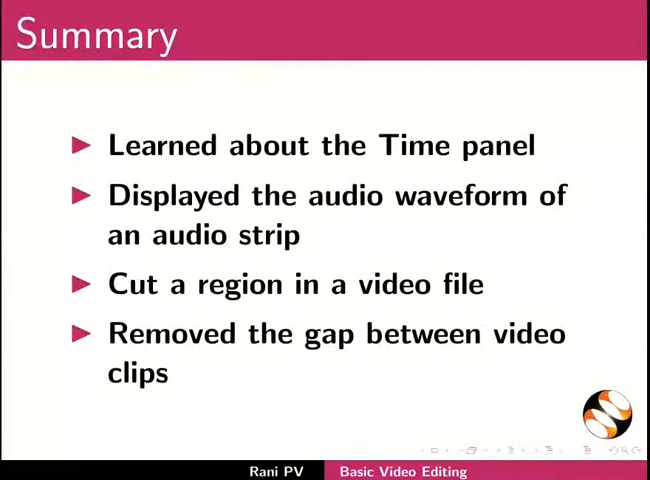 Summary
Learned about the Time panel
Displayed the audio waveform of
an audio strip
Cut a region in a video file
Removed the gap between video
clips
Rani PV
Basic Video Editing